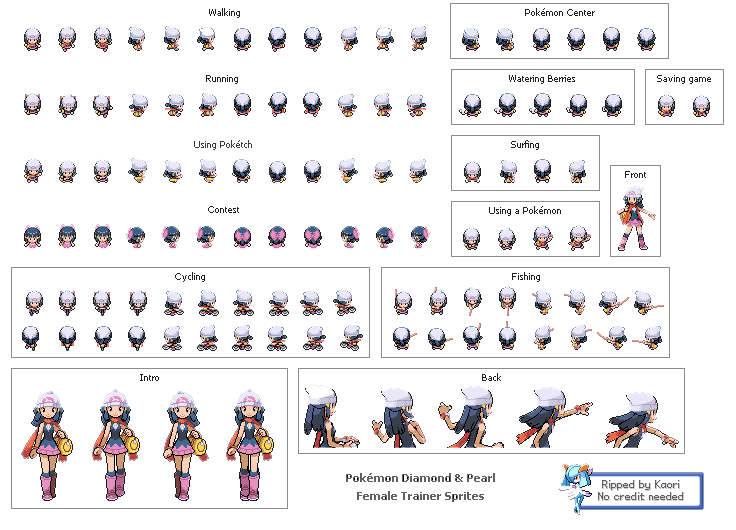 Walking
Pokémon Center
Running
Watering Berries
Saving game
Using Pokétch
Surfing
Front
Contest
Using a Pokémon
Cycling
Fishing
Intro
Back
Pokémon Diamond & Pearl
Female Trainer Sprites
Ripped by Kaori
No credit needed